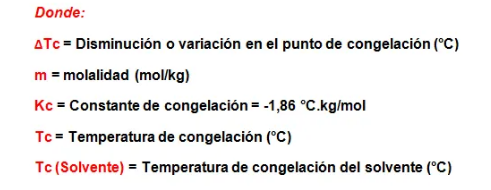 Donde:
ΔTc = Disminución o variación en el punto de congelación (°C)
m = molalidad (mol/kg)
Kc = Constante de congelación = -1,86 °C.kg/mol
Tc = Temperatura de congelación (°C)
Tc (Solvente) = Temperatura de congelación del solvente (°C)